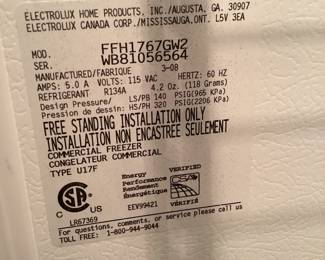 ELECTROLUX HOME PRODUCTS, INC./AUGUSTA, GA. 30907
ELECTROLUX CANADA CORP./MISSISSAUGA, ONT. L5V 3EA
MOD. FFH1767GW2
SER. WB81056564
MANUFACTURED/FABRIQUE 3-08
AMPS: 5.0 A VOLTS: 115 VAC HERTZ: 60 HZ
REFRIGERANT R134A 4.2 Oz. (118 Grams)
Design Pressure LS/PB 140 PSIG(965 KPa)
Pression de dessin: HS/PH 320 PSIG(2206 KPa)
FREE STANDING INSTALLATION ONLY
INSTALLATION NON ENCASTREE SEULEMENT
COMMERCIAL FREEZER
CONGELATEUR COMMERCIAL
TYPE U17F
C US
LR67369
Energy
Performance
Rendement
Énergétique
VERIFIED
EEV99421
For questions, comments, or service please call
TOLL FREE: 1-800-944-9044